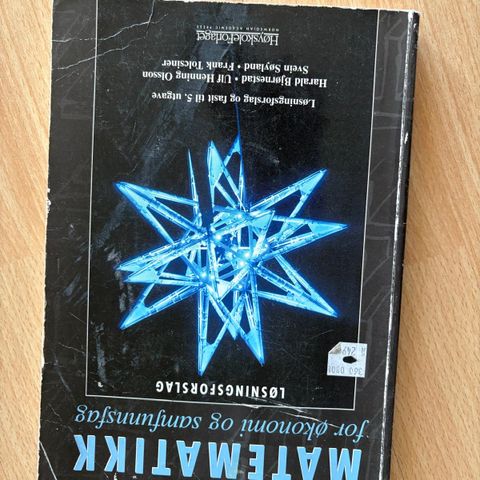 MATEMATIKK
for økonomi og samfunnsfag
LØSNINGSFORSLAG
Løsningsforslag og fasit til 5. utgave
Harald Bjørnestad • Ulf Henning Olsson
Svein Søyland • Frank Tolcsiner
HøyskoleForlaget
NORWEGIAN ACADEMIC PRESS